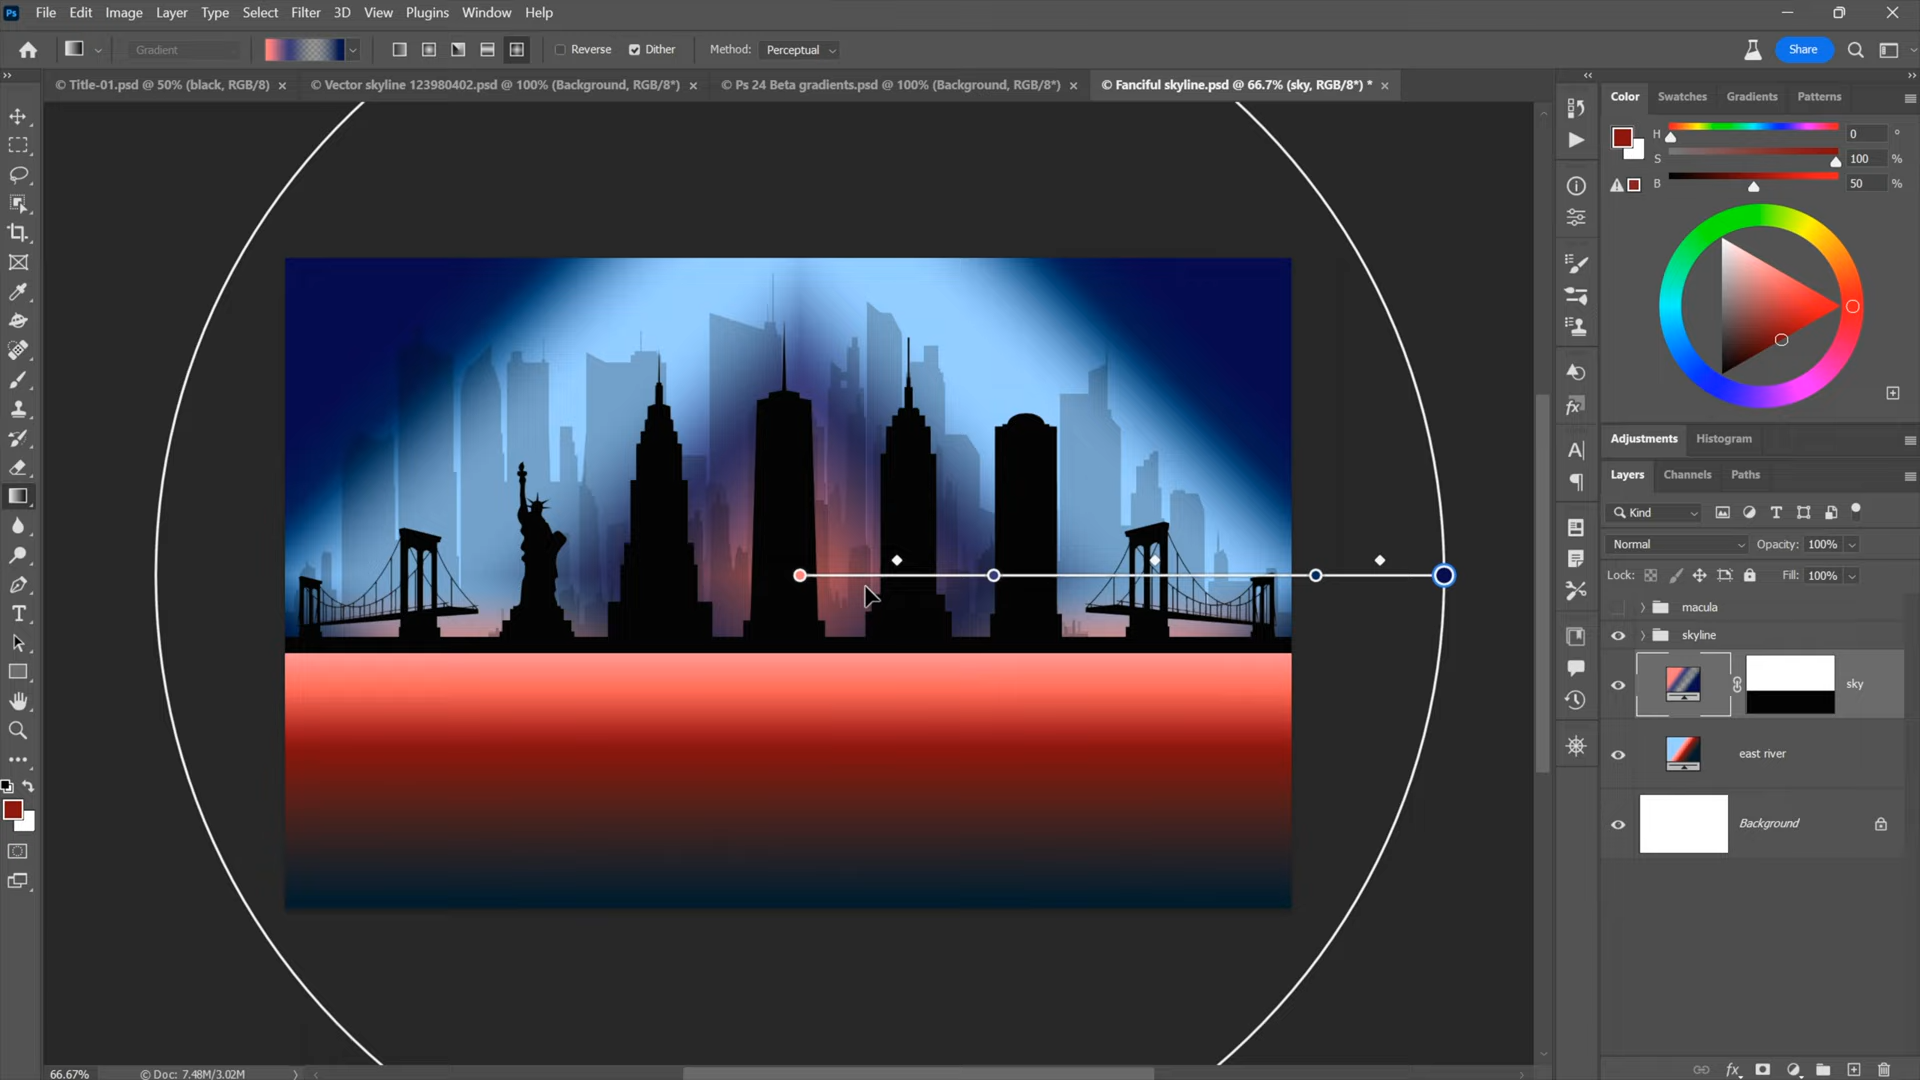 Ps File Edit Image Layer Type Select Filter 3D View Plugins Window Help
Gradient Reverse Dither Method: Perceptual Share
© Title-01.psd @ 50% (black, RGB/8) × © Vector skyline 123980402.psd @ 100% (Background, RGB/8*) × © Ps 24 Beta gradients.psd @ 100% (Background, RGB/8*) × © Fanciful skyline.psd @ 66.7% (sky, RGB/8*) * ×
Color Swatches Gradients Patterns
H 0 °
S 100 %
B 50 %
Adjustments Histogram
Layers Channels Paths
Kind
Normal Opacity: 100%
Lock: Fill: 100%
macula
skyline
sky
east river
Background
66.67% © Doc: 7.48M/3.02M